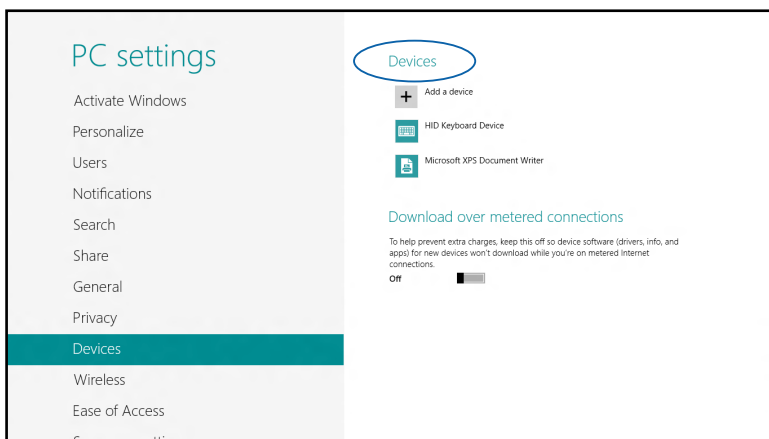 PC settings
Activate Windows
Personalize
Users
Notifications
Search
Share
General
Privacy
Devices
Wireless
Ease of Access
Devices
Add a device
HID Keyboard Device
Microsoft XPS Document Writer
Download over metered connections
To help prevent extra charges, keep this off so device software (drivers, info, and
apps) for new devices won't download while you're on metered Internet
connections.
Off